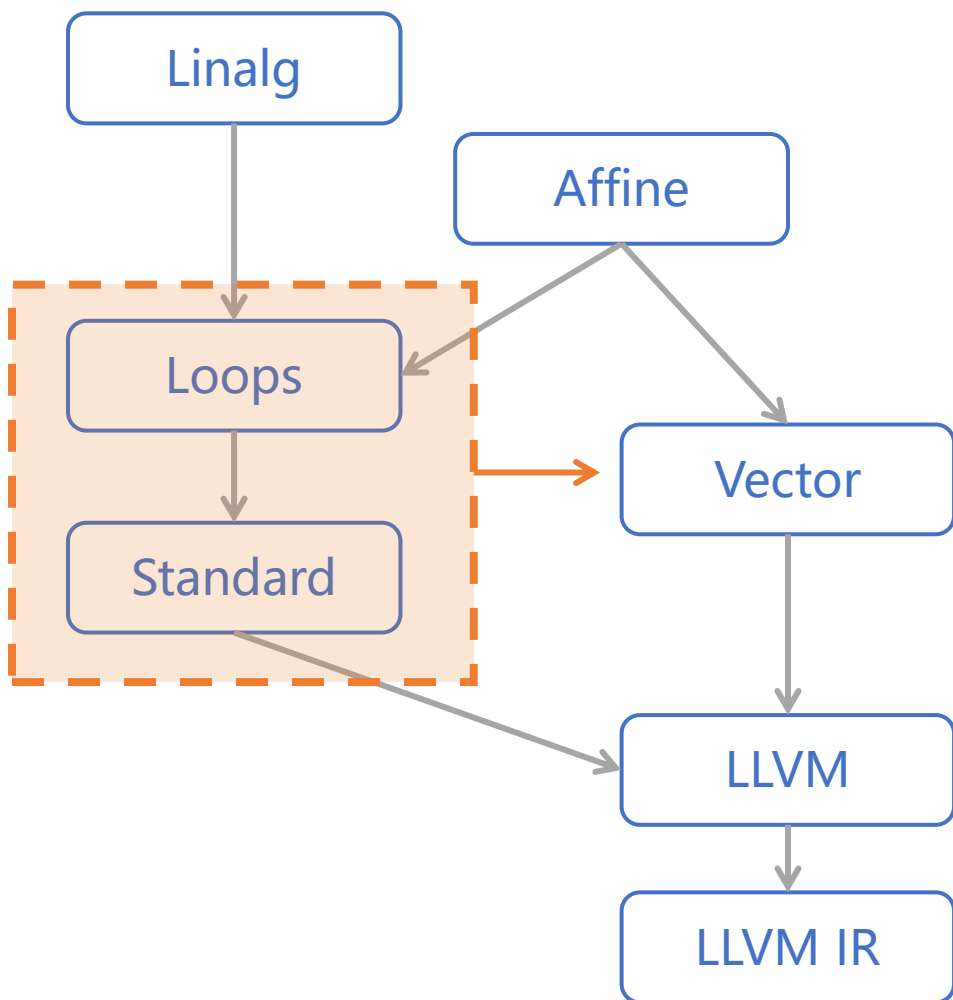 Linalg
Affine
Loops
Vector
Standard
LLVM
LLVM IR